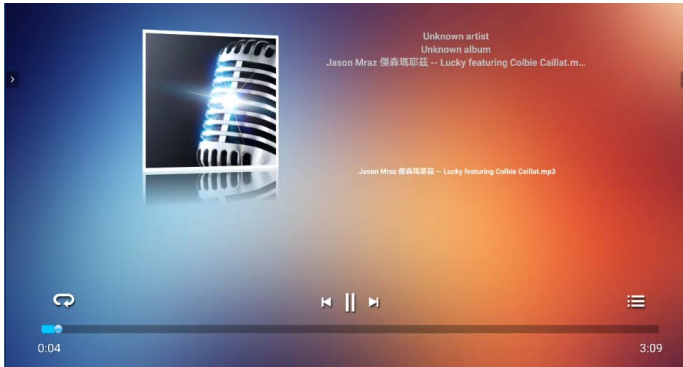 Unknown artist
Unknown album
Jason Mraz 傑森瑪耶茲 -- Lucky featuring Colbie Caillat.m...
Jason Mraz 傑森瑪耶茲 -- Lucky featuring Colbie Caillat.mp3
0:04
3:09